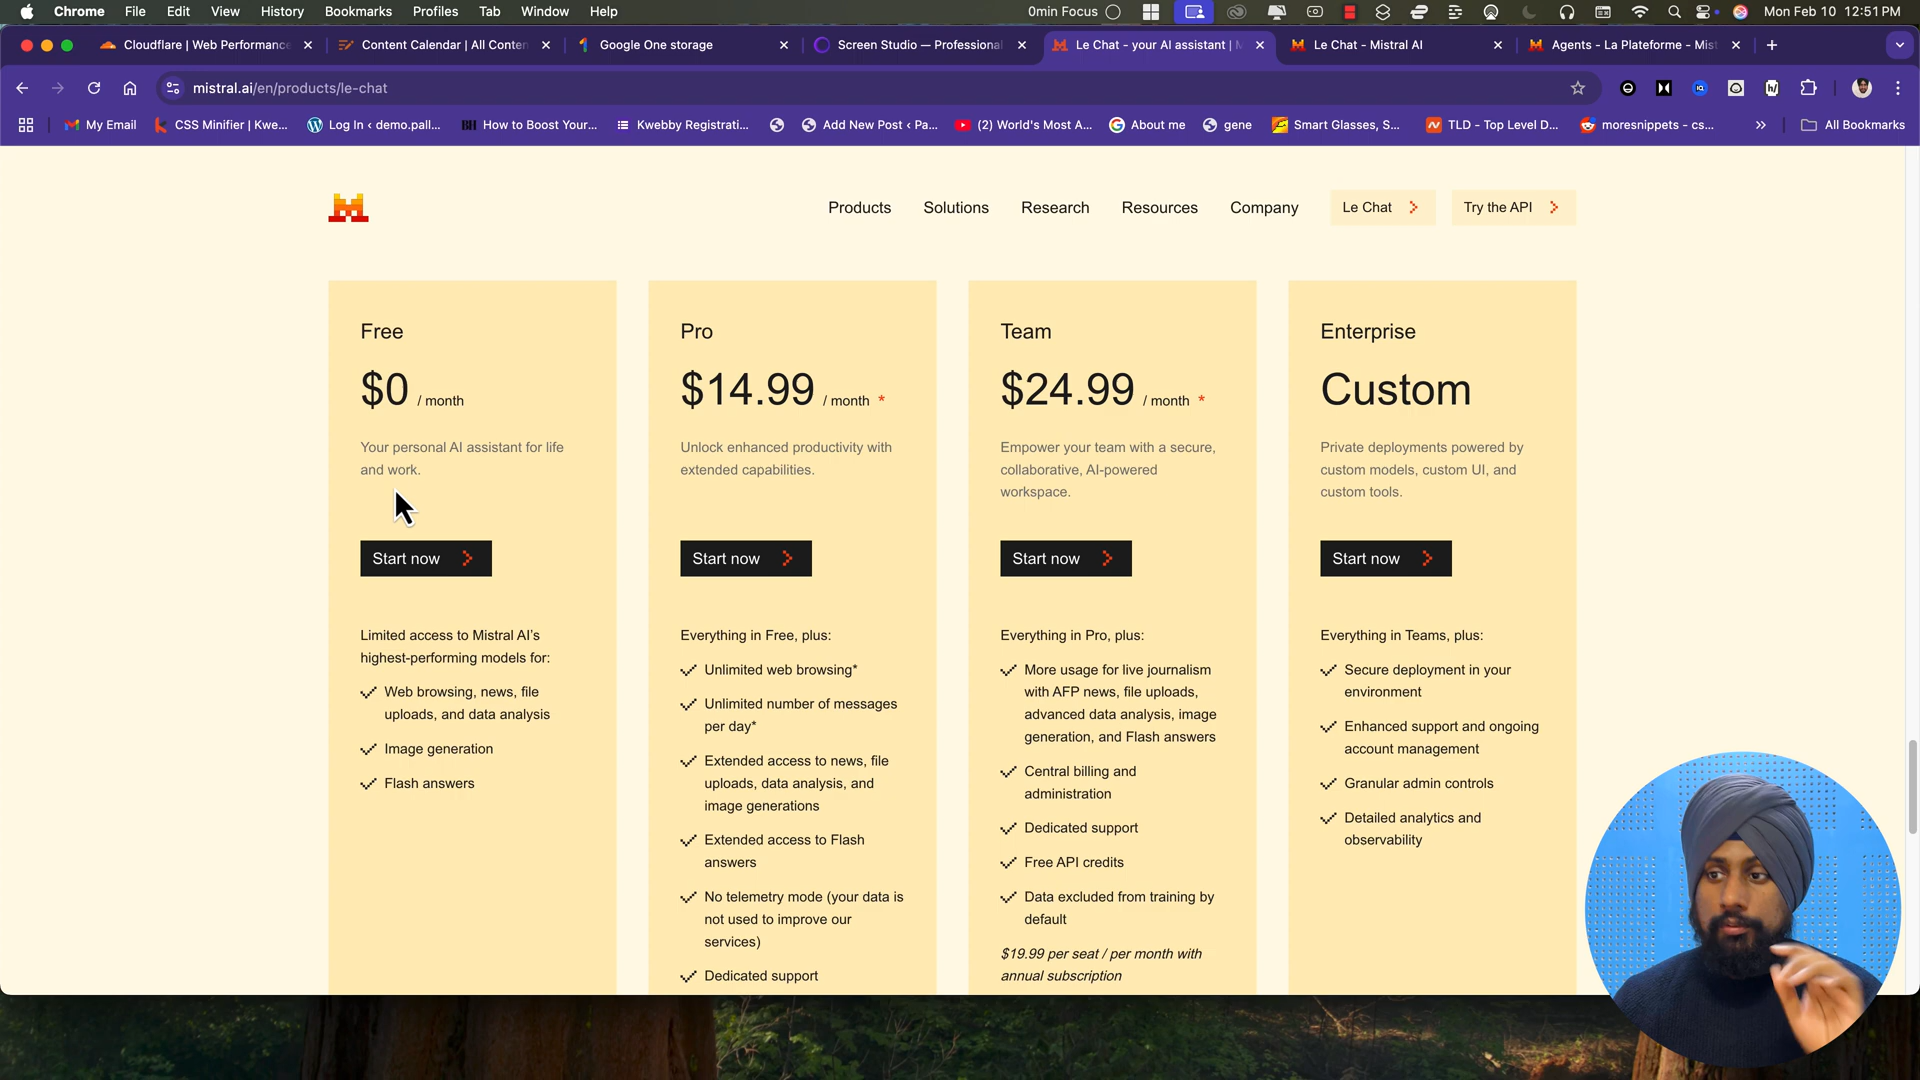 Chrome File Edit View History Bookmarks Profiles Tab Window Help 0min Focus Mon Feb 10 12:51 PM
Cloudflare | Web Performance Content Calendar | All Conten Google One storage Screen Studio — Professional Le Chat - your AI assistant | M Le Chat - Mistral AI Agents - La Plateforme - Mist
mistral.ai/en/products/le-chat
My Email CSS Minifier | Kwe... Log In ‹ demo.pall... How to Boost Your... Kwebby Registrati... Add New Post ‹ Pa... (2) World's Most A... About me gene Smart Glasses, S... TLD - Top Level D... moresnippets - cs... » All Bookmarks
Products Solutions Research Resources Company Le Chat Try the API
Free
$0 / month
Your personal AI assistant for life
and work.
Start now
Limited access to Mistral AI's
highest-performing models for:
Web browsing, news, file
uploads, and data analysis
Image generation
Flash answers
Pro
$14.99 / month *
Unlock enhanced productivity with
extended capabilities.
Start now
Everything in Free, plus:
Unlimited web browsing*
Unlimited number of messages
per day*
Extended access to news, file
uploads, data analysis, and
image generations
Extended access to Flash
answers
No telemetry mode (your data is
not used to improve our
services)
Dedicated support
Team
$24.99 / month *
Empower your team with a secure,
collaborative, AI-powered
workspace.
Start now
Everything in Pro, plus:
More usage for live journalism
with AFP news, file uploads,
advanced data analysis, image
generation, and Flash answers
Central billing and
administration
Dedicated support
Free API credits
Data excluded from training by
default
$19.99 per seat / per month with
annual subscription
Enterprise
Custom
Private deployments powered by
custom models, custom UI, and
custom tools.
Start now
Everything in Teams, plus:
Secure deployment in your
environment
Enhanced support and ongoing
account management
Granular admin controls
Detailed analytics and
observability